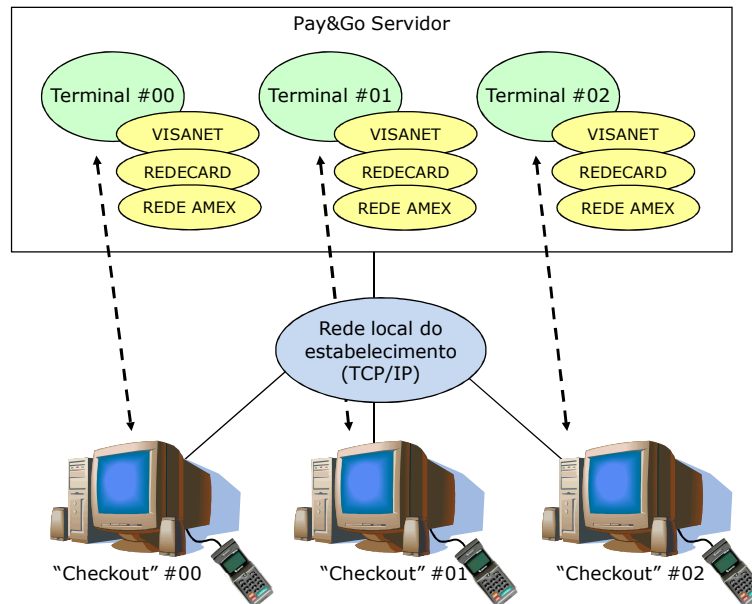 Pay&Go Servidor
Terminal #00
Terminal #01
Terminal #02
VISANET
VISANET
VISANET
REDECARD
REDECARD
REDECARD
REDE AMEX
REDE AMEX
REDE AMEX
Rede local do
estabelecimento
(TCP/IP)
“Checkout” #00
“Checkout” #01
“Checkout” #02